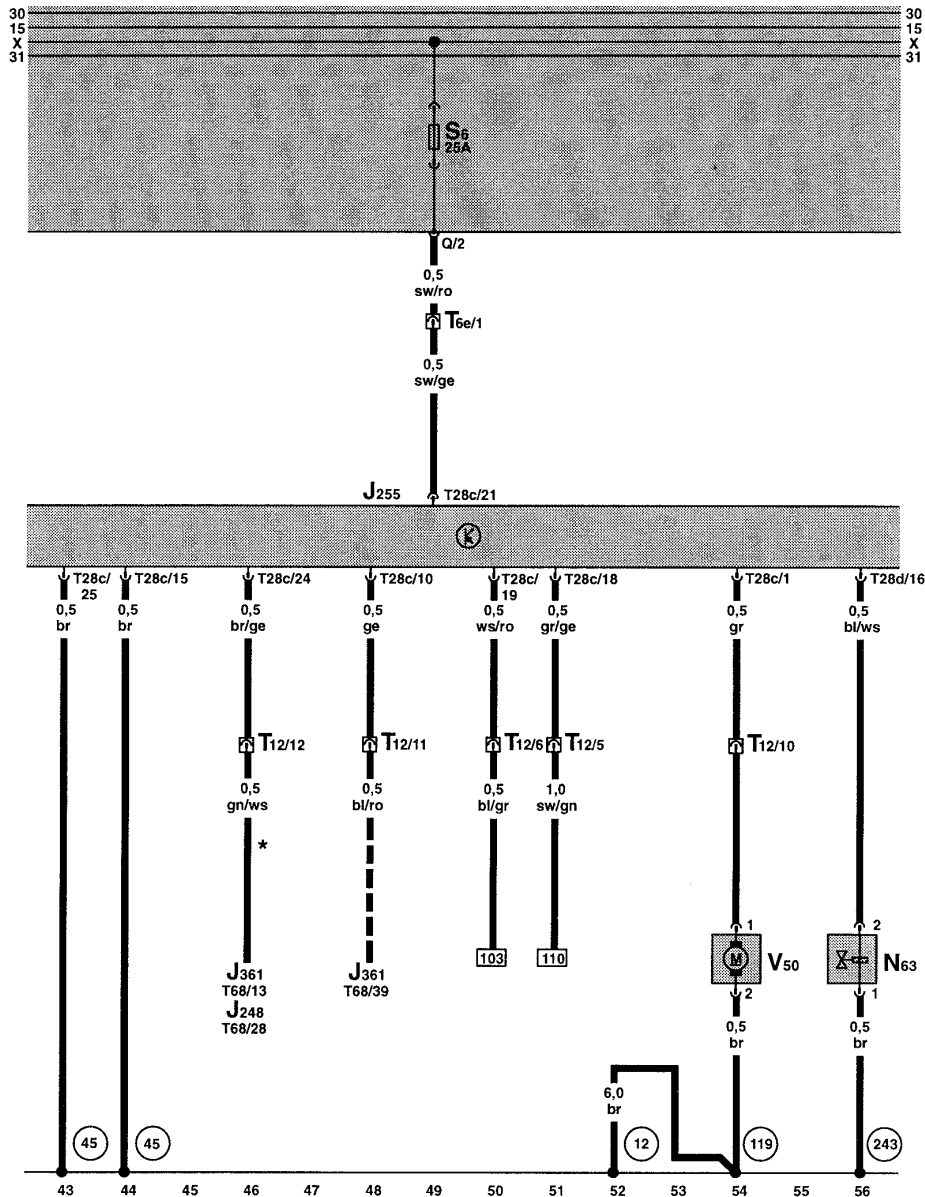 30 30
15 15
X X
31 31
S6
25A
Q/2
0,5
sw/ro
T6e/1
0,5
sw/ge
J255 T28c/21
K
T28c/25 T28c/15 T28c/24 T28c/10 T28c/19 T28c/18 T28c/1 T28d/16
0,5 0,5 0,5 0,5 0,5 0,5 0,5 0,5
br br br/ge ge ws/ro gr/ge gr bl/ws
T12/12 T12/11 T12/6 T12/5 T12/10
0,5 0,5 0,5 1,0
gn/ws bl/ro bl/gr sw/gn
*
1 2
103 110 M V50 N63
J361 J361
T68/13 T68/39
2 1
J248
T68/28
0,5 0,5
br br
6,0
br
45 45 12 119 243
43 44 45 46 47 48 49 50 51 52 53 54 55 56